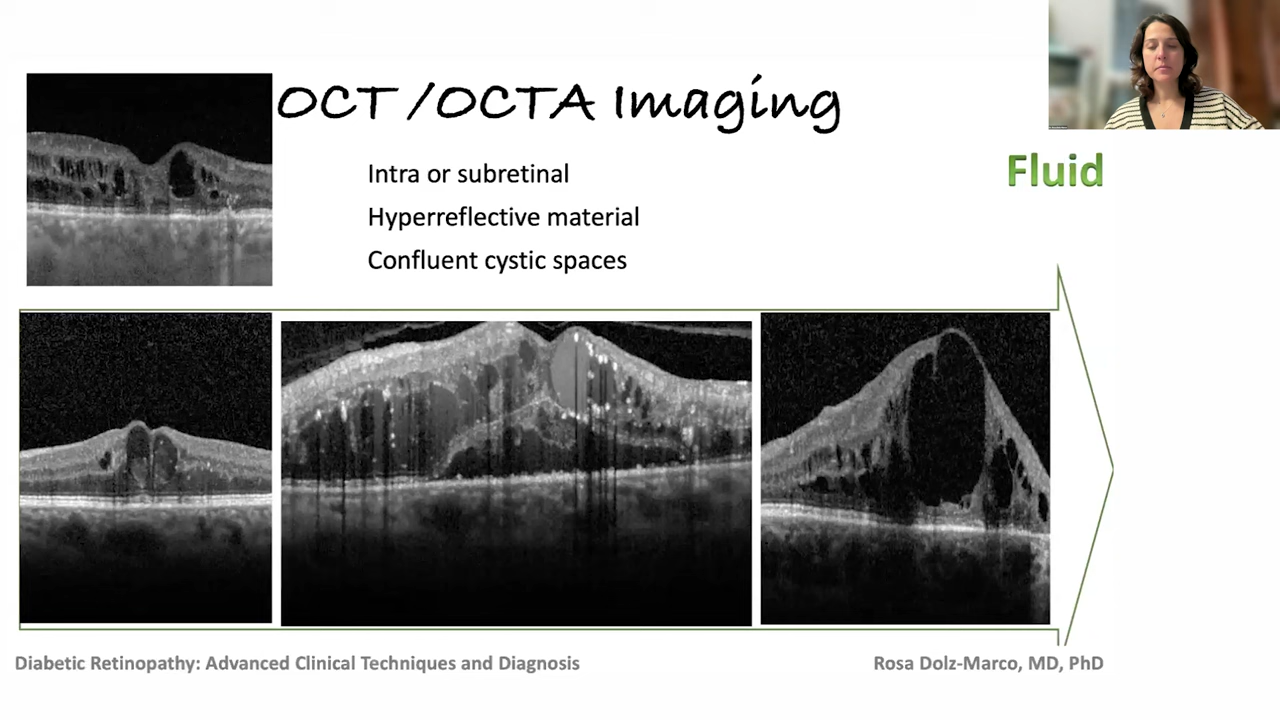 OCT /OCTA Imaging
Fluid
Intra or subretinal
Hyperreflective material
Confluent cystic spaces
Diabetic Retinopathy: Advanced Clinical Techniques and Diagnosis
Rosa Dolz-Marco, MD, PhD